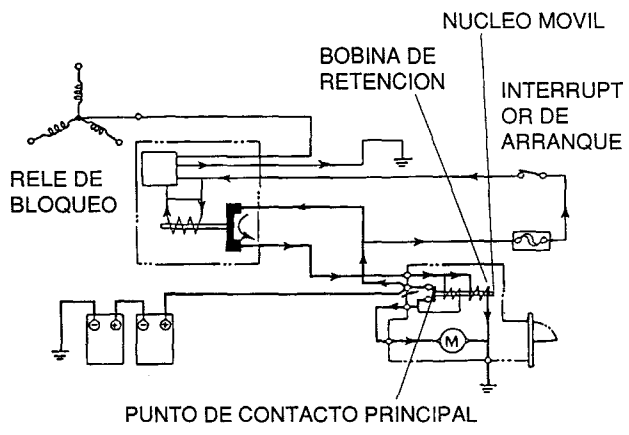 NUCLEO MOVIL
BOBINA DE
RETENCION
INTERRUPT
OR DE
ARRANQUE
RELE DE
BLOQUEO
M
PUNTO DE CONTACTO PRINCIPAL